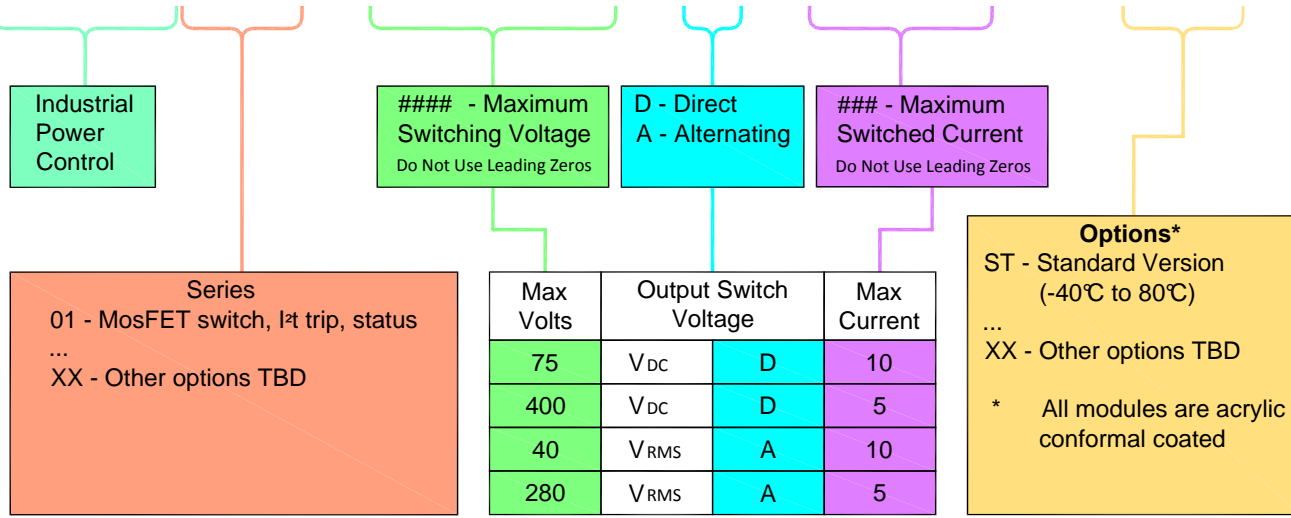 Industrial
Power
Control
#### - Maximum
Switching Voltage
Do Not Use Leading Zeros
D - Direct
A - Alternating
### - Maximum
Switched Current
Do Not Use Leading Zeros
Series
01 - MosFET switch, I²t trip, status
...
XX - Other options TBD
Max
Volts
Output Switch
Voltage
Max
Current
75 VDC D 10
400 VDC D 5
40 VRMS A 10
280 VRMS A 5
Options*
ST - Standard Version
(-40℃ to 80℃)
...
XX - Other options TBD
* All modules are acrylic
conformal coated